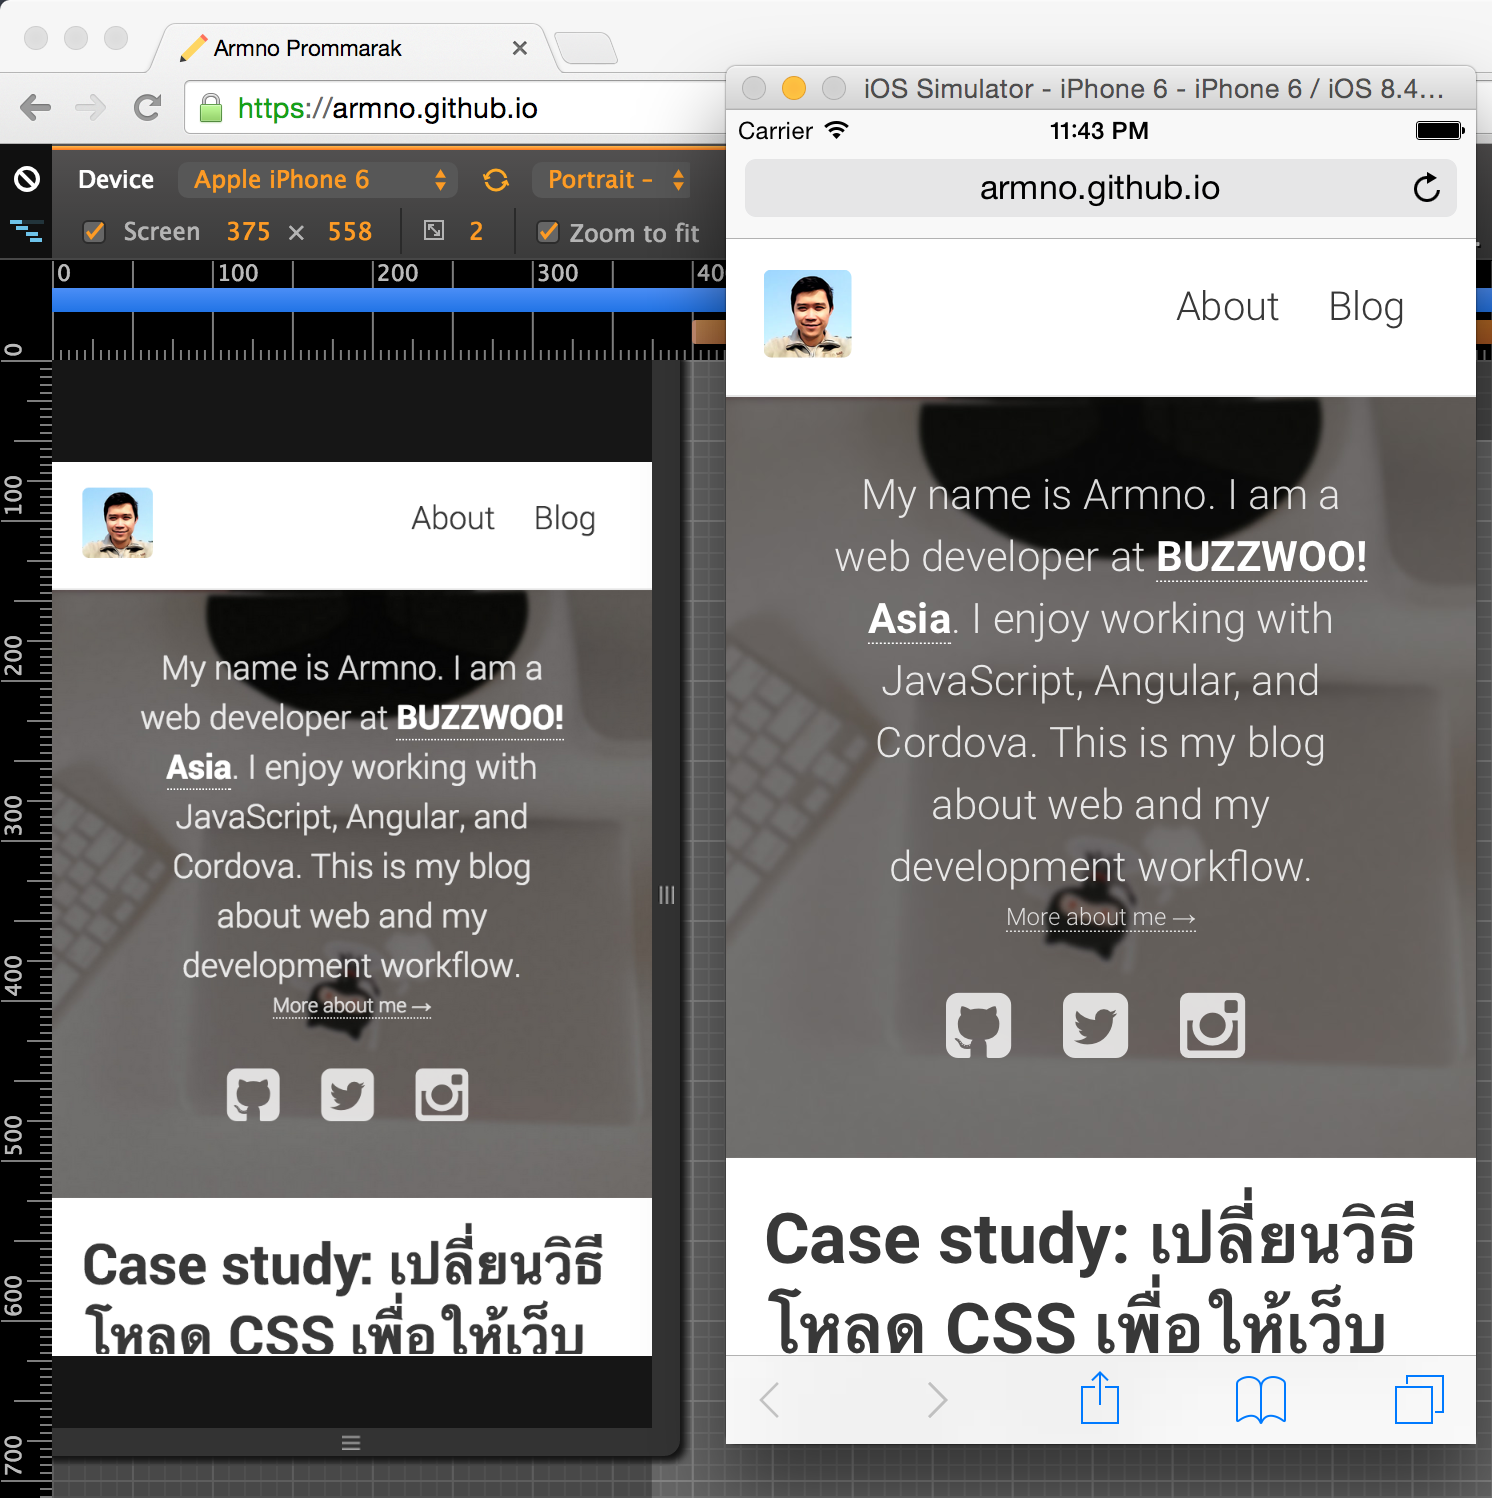 Armno Prommarak
https://armno.github.io
Device Apple iPhone 6 Portrait -
Screen 375 × 558 2 Zoom to fit
0 100 200 300 400
0
100
200
300
400
500
600
700
About Blog
My name is Armno. I am a
web developer at BUZZWOO!
Asia. I enjoy working with
JavaScript, Angular, and
Cordova. This is my blog
about web and my
development workflow.
More about me →
Case study: เปลี่ยนวิธี
โหลด CSS เพื่อให้เว็บ
iOS Simulator - iPhone 6 - iPhone 6 / iOS 8.4...
Carrier 11:43 PM
armno.github.io
About Blog
My name is Armno. I am a
web developer at BUZZWOO!
Asia. I enjoy working with
JavaScript, Angular, and
Cordova. This is my blog
about web and my
development workflow.
More about me →
Case study: เปลี่ยนวิธี
โหลด CSS เพื่อให้เว็บ